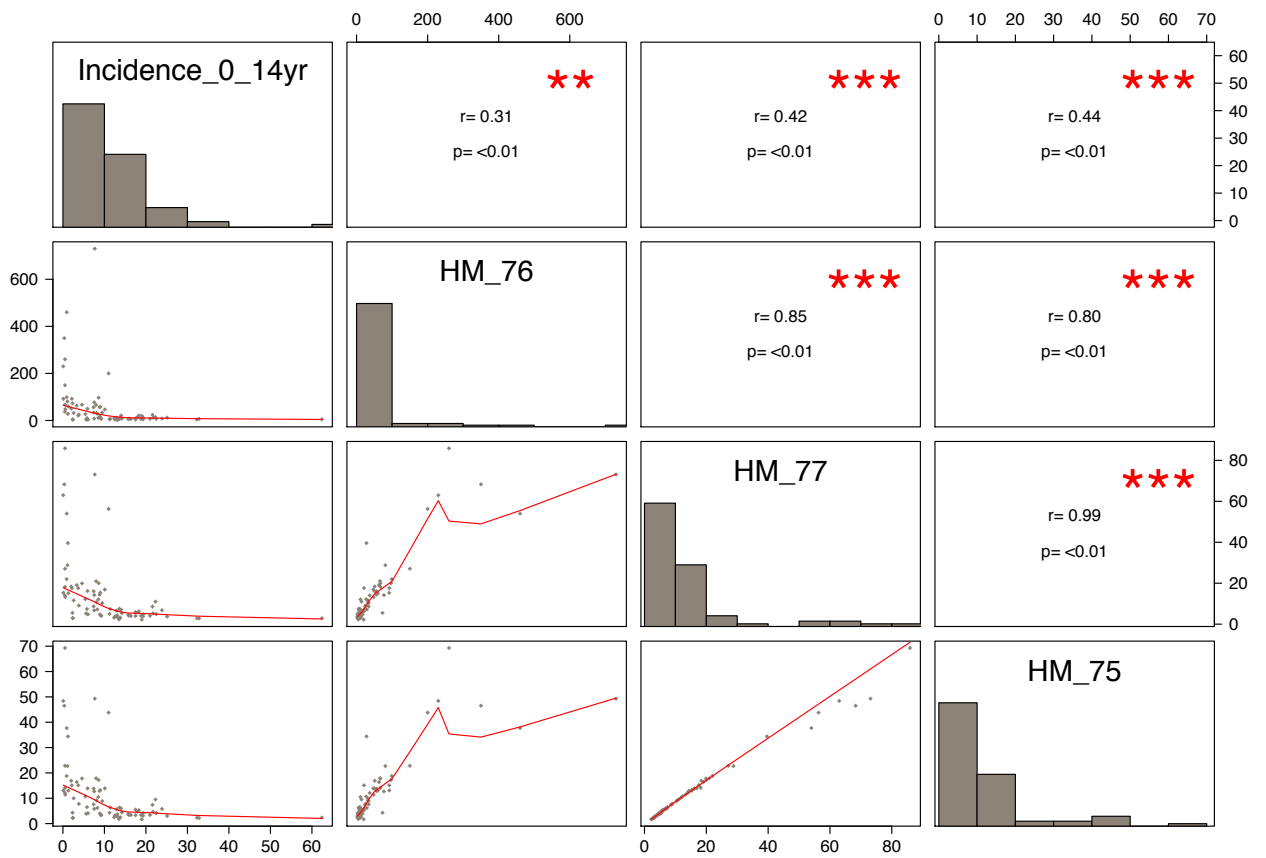 0 200 400 600
0 10 20 30 40 50 60 70
Incidence_0_14yr
**
r= 0.31
p= <0.01
***
r= 0.42
p= <0.01
***
r= 0.44
p= <0.01
60
50
40
30
20
10
0
600
400
200
0
HM_76
***
r= 0.85
p= <0.01
***
r= 0.80
p= <0.01
HM_77
***
r= 0.99
p= <0.01
80
60
40
20
0
70
60
50
40
30
20
10
0
HM_75
0 10 20 30 40 50 60
0 20 40 60 80